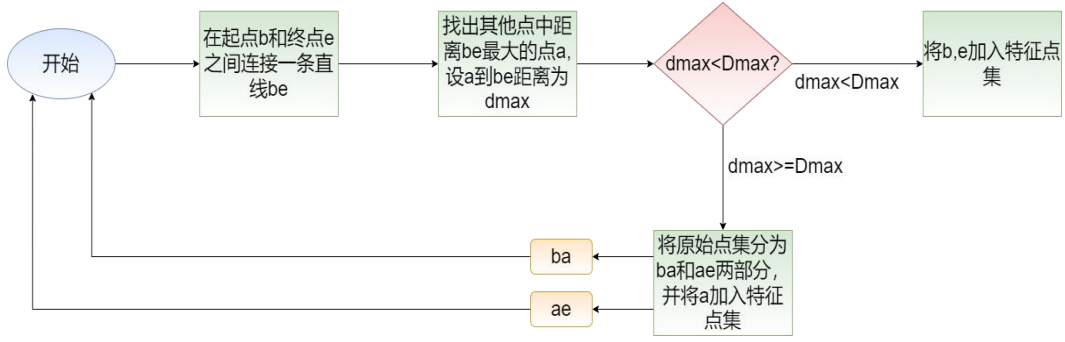 开始
在起点b和终点e
之间连接一条直
线be
找出其他点中距
离be最大的点a,
设a到be距离为
dmax
dmax<Dmax?
dmax<Dmax
将b,e加入特征点
集
dmax>=Dmax
将原始点集分为
ba和ae两部分，
并将a加入特征
点集
ba
ae